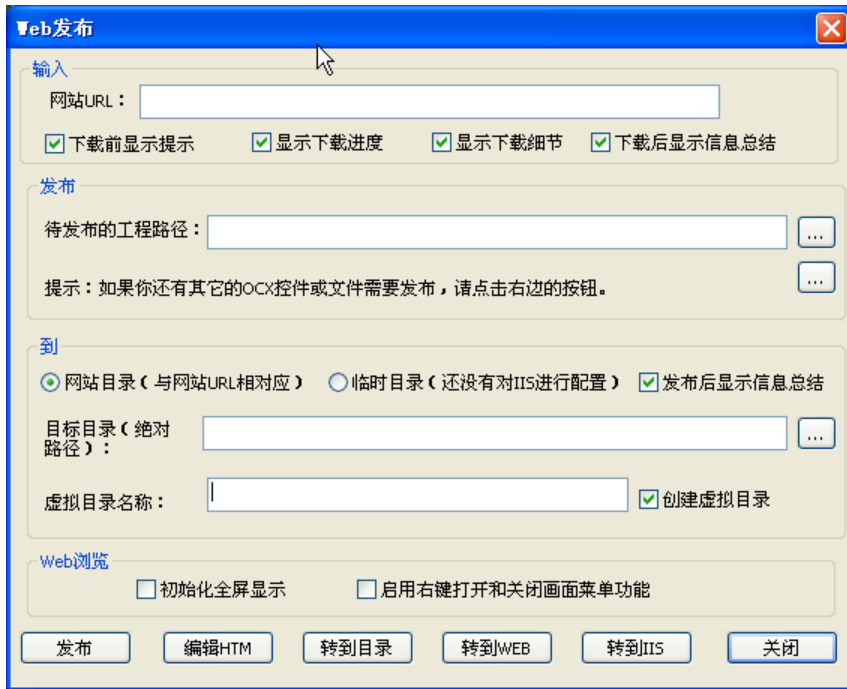 Web发布
输入
网站URL：
下载前显示提示 显示下载进度 显示下载细节 下载后显示信息总结
发布
待发布的工程路径： ...
提示：如果你还有其它的OCX控件或文件需要发布，请点击右边的按钮。 ...
到
网站目录（与网站URL相对应） 临时目录（还没有对IIS进行配置） 发布后显示信息总结
目标目录（绝对
路径）： ...
虚拟目录名称： 创建虚拟目录
Web浏览
初始化全屏显示 启用右键打开和关闭画面菜单功能
发布 编辑HTM 转到目录 转到WEB 转到IIS 关闭